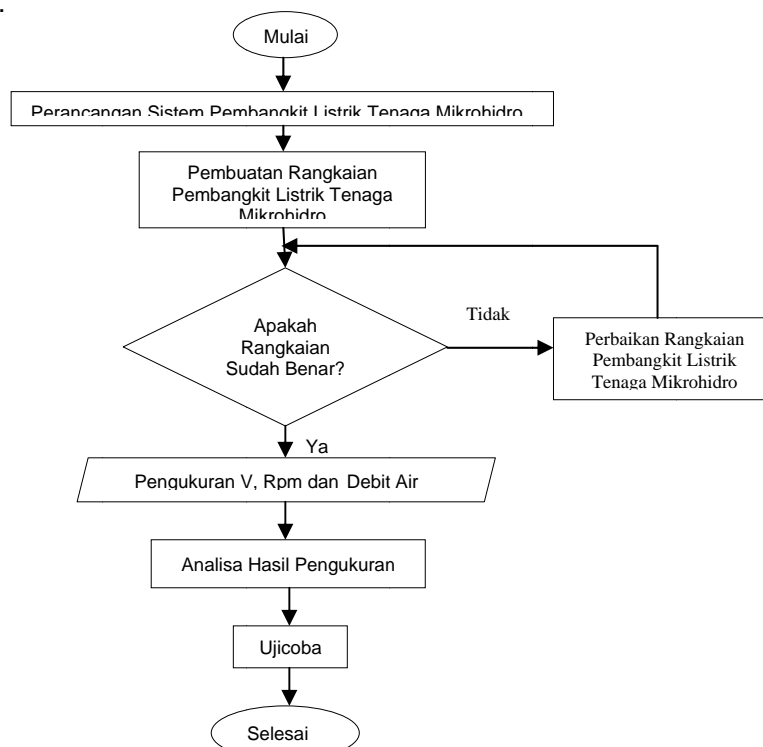 .
Mulai
Perancangan Sistem Pembangkit Listrik Tenaga Mikrohidro
Pembuatan Rangkaian
Pembangkit Listrik Tenaga
Mikrohidro
Apakah
Rangkaian
Sudah Benar?
Tidak
Perbaikan Rangkaian
Pembangkit Listrik
Tenaga Mikrohidro
Ya
Pengukuran V, Rpm dan Debit Air
Analisa Hasil Pengukuran
Ujicoba
Selesai